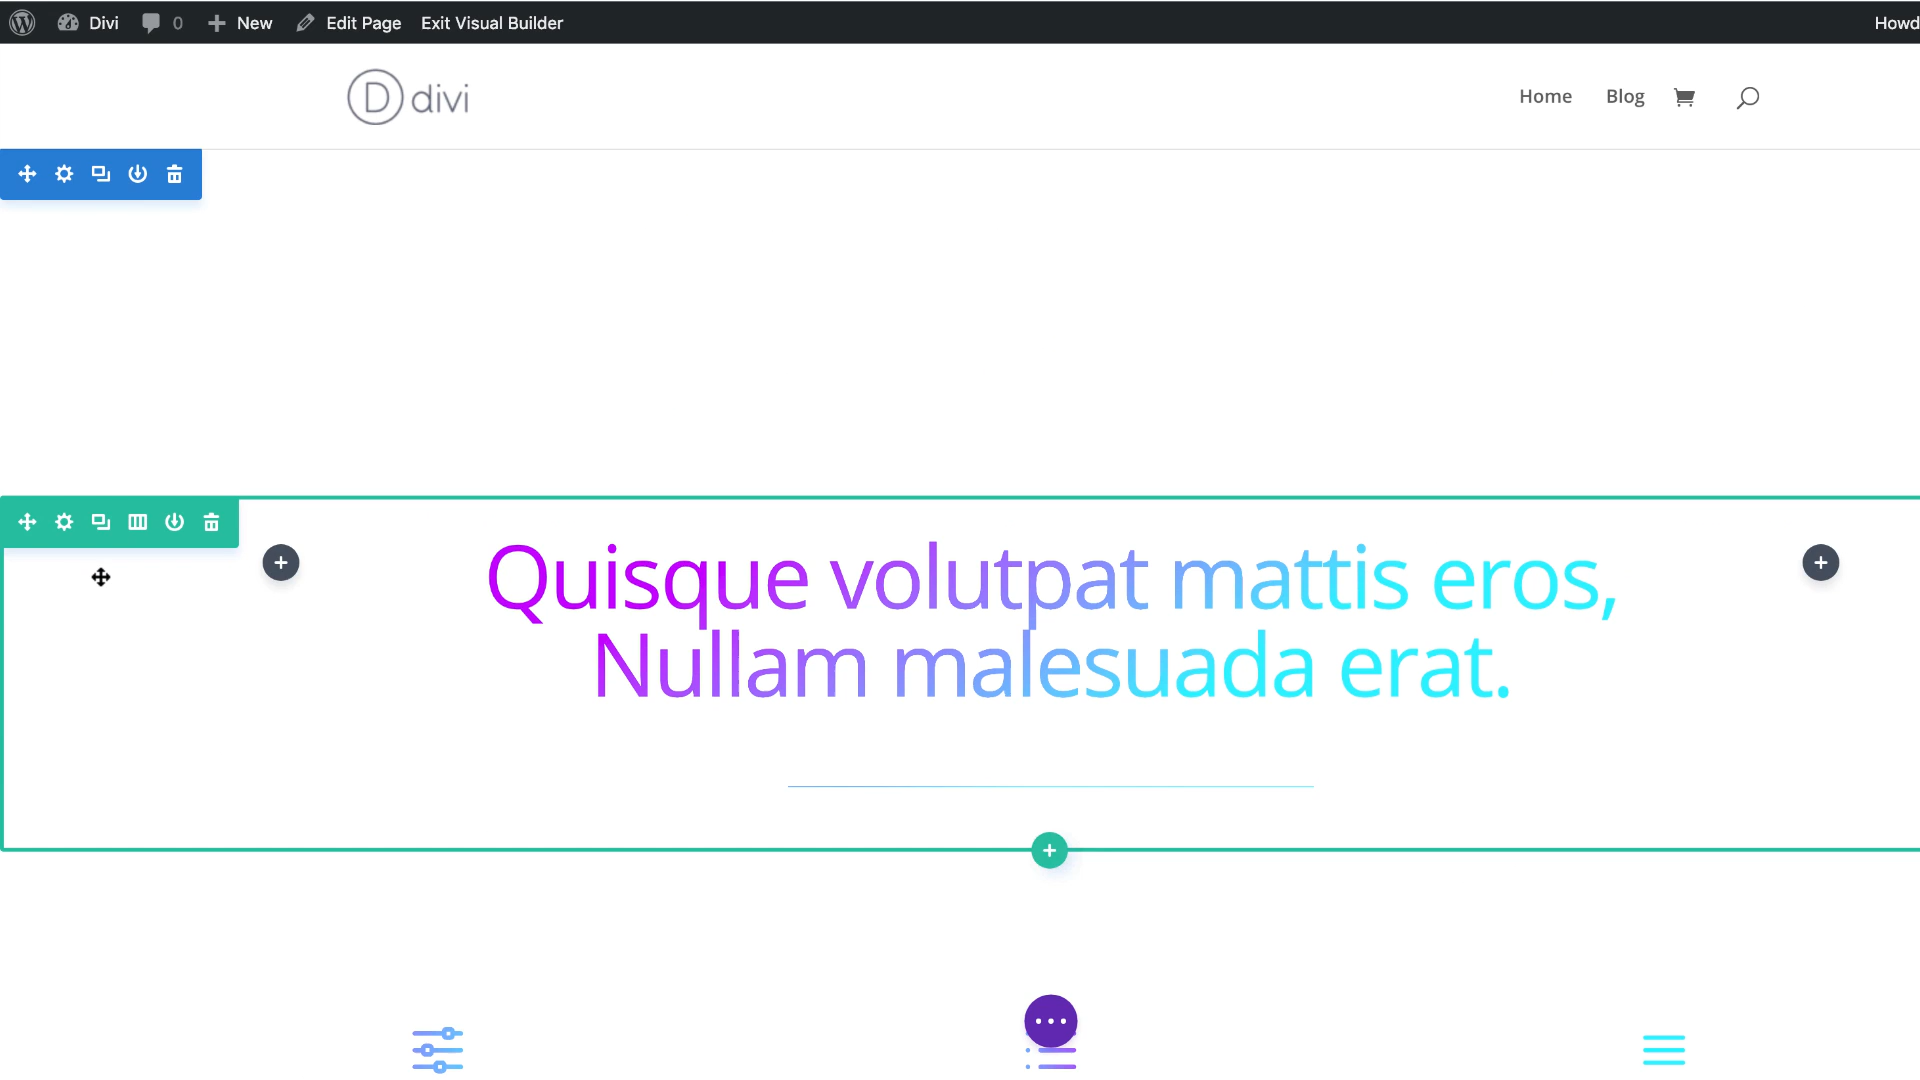 Divi 0 New Edit Page Exit Visual Builder Howd
D divi Home Blog
Quisque volutpat mattis eros,
Nullam malesuada erat.